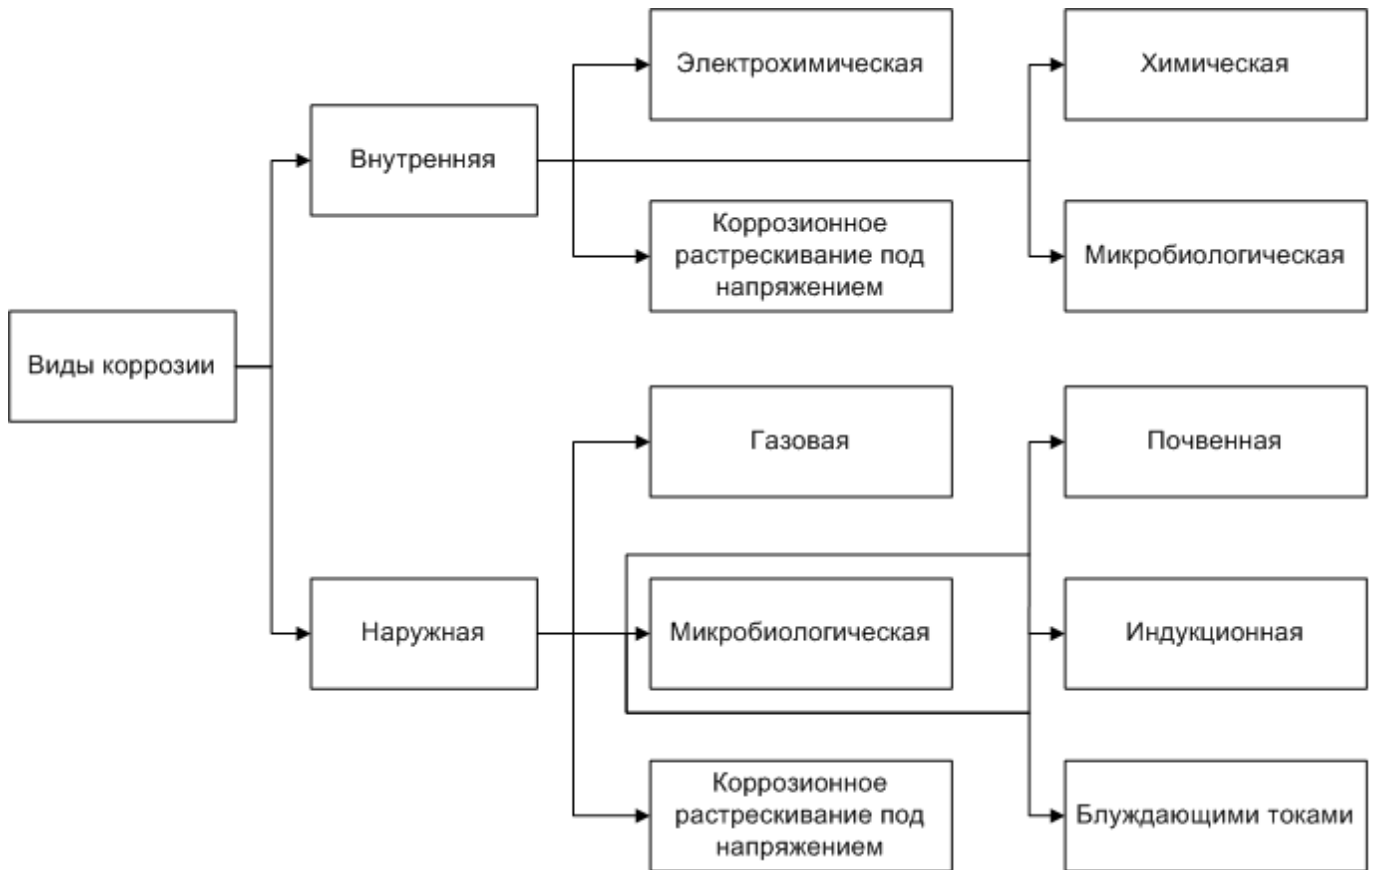 Виды коррозии
Внутренняя
Электрохимическая
Химическая
Коррозионное
растрескивание под
напряжением
Микробиологическая
Наружная
Газовая
Почвенная
Микробиологическая
Индукционная
Коррозионное
растрескивание под
напряжением
Блуждающими токами